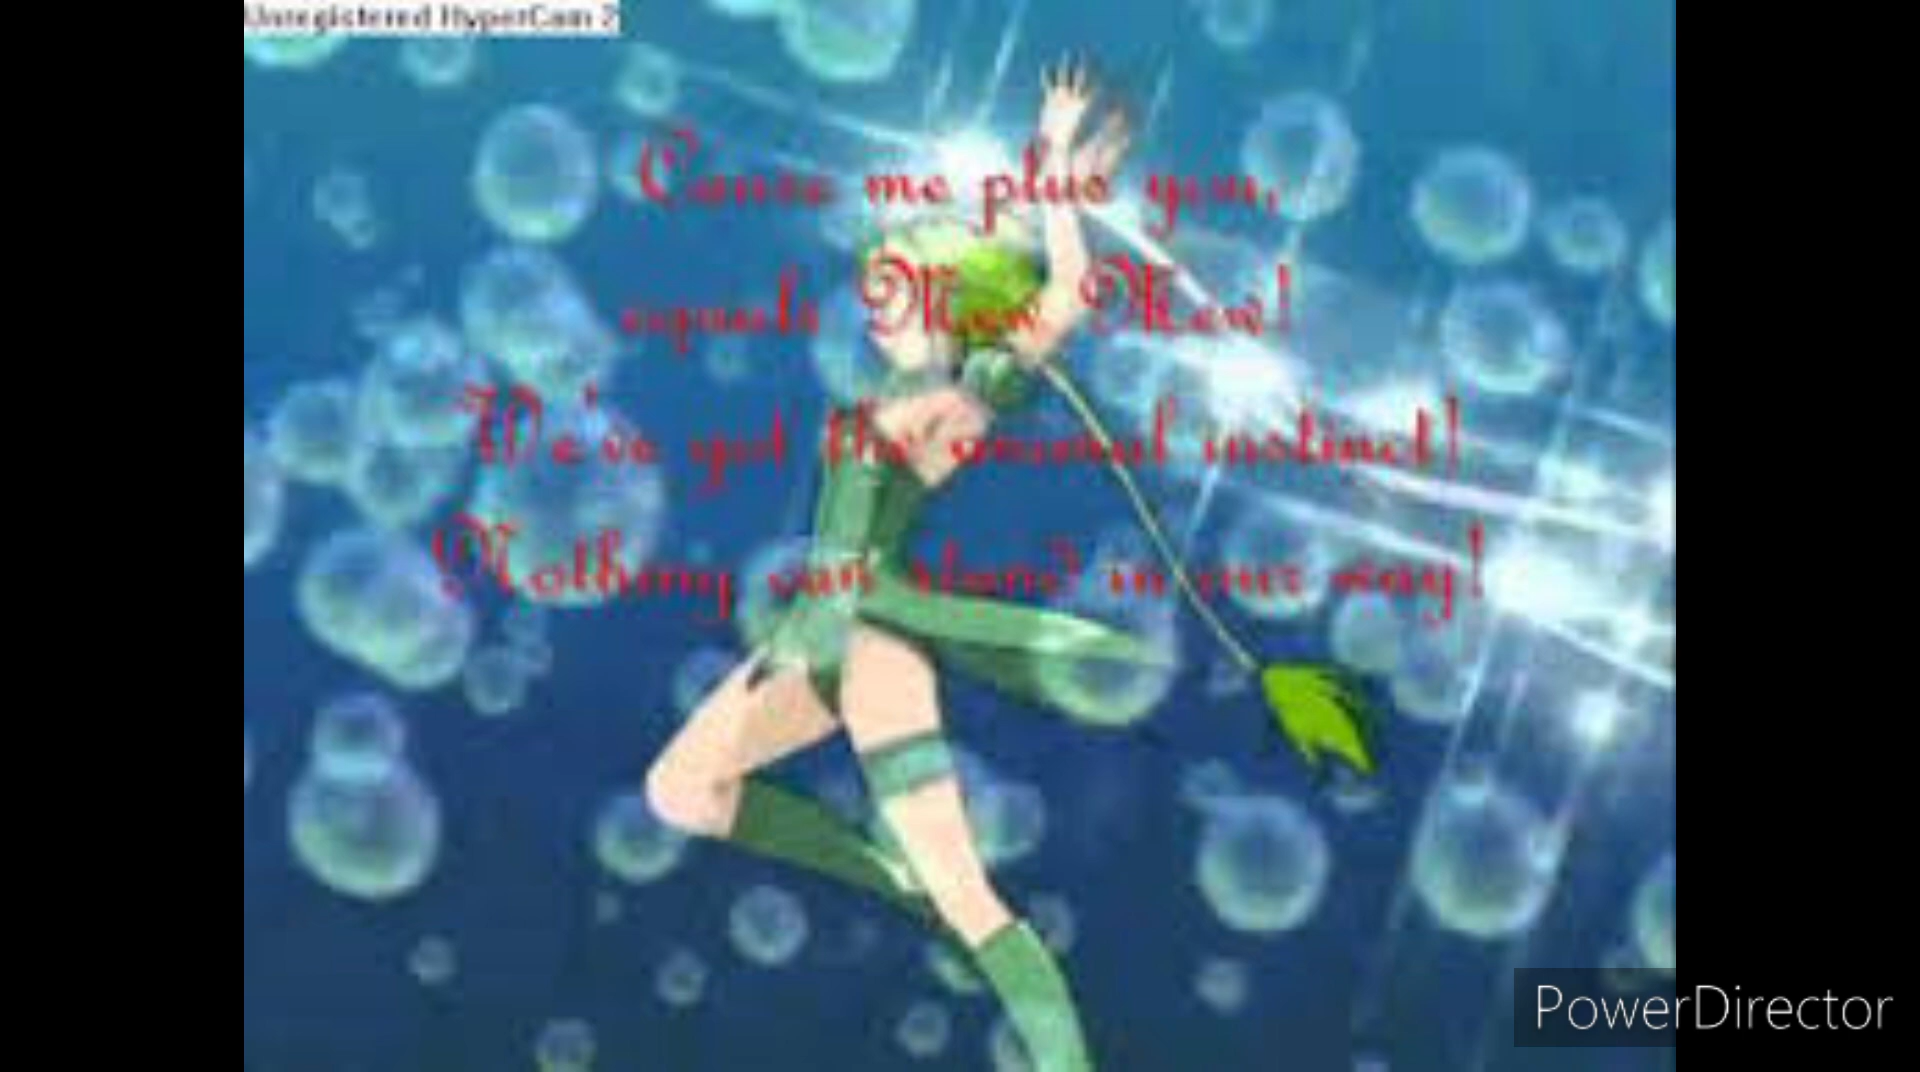 Unregistered HyperCam 2
Cause me plus you,
equals Mew Mew!
We've got the animal instinct!
Nothing can stand in our way!
PowerDirector